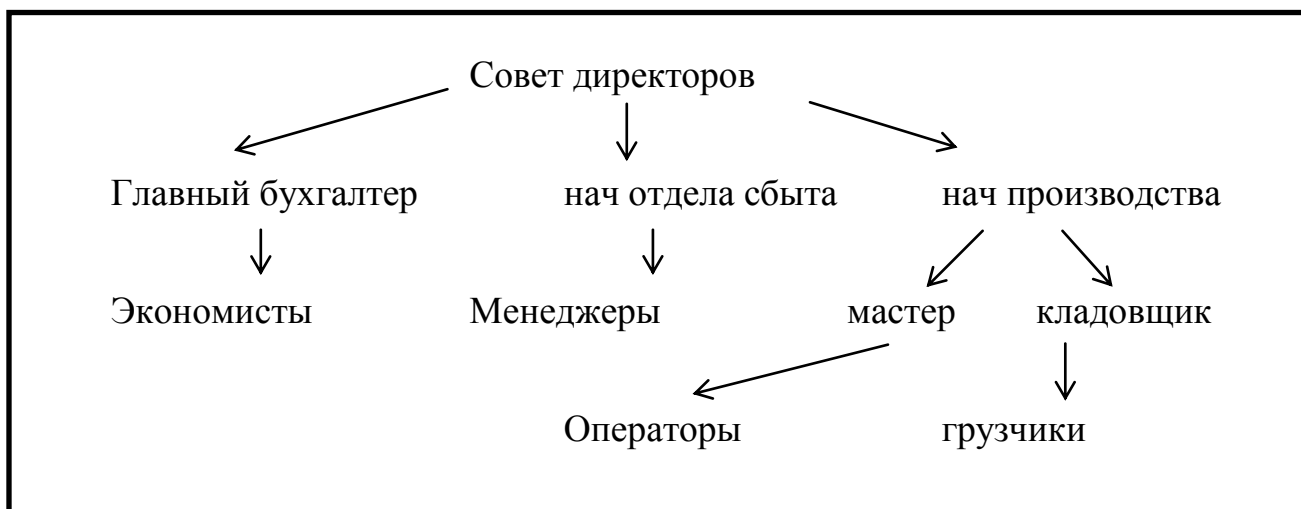 Совет директоров
Главный бухгалтер нач отдела сбыта нач производства
Экономисты Менеджеры мастер кладовщик
Операторы грузчики